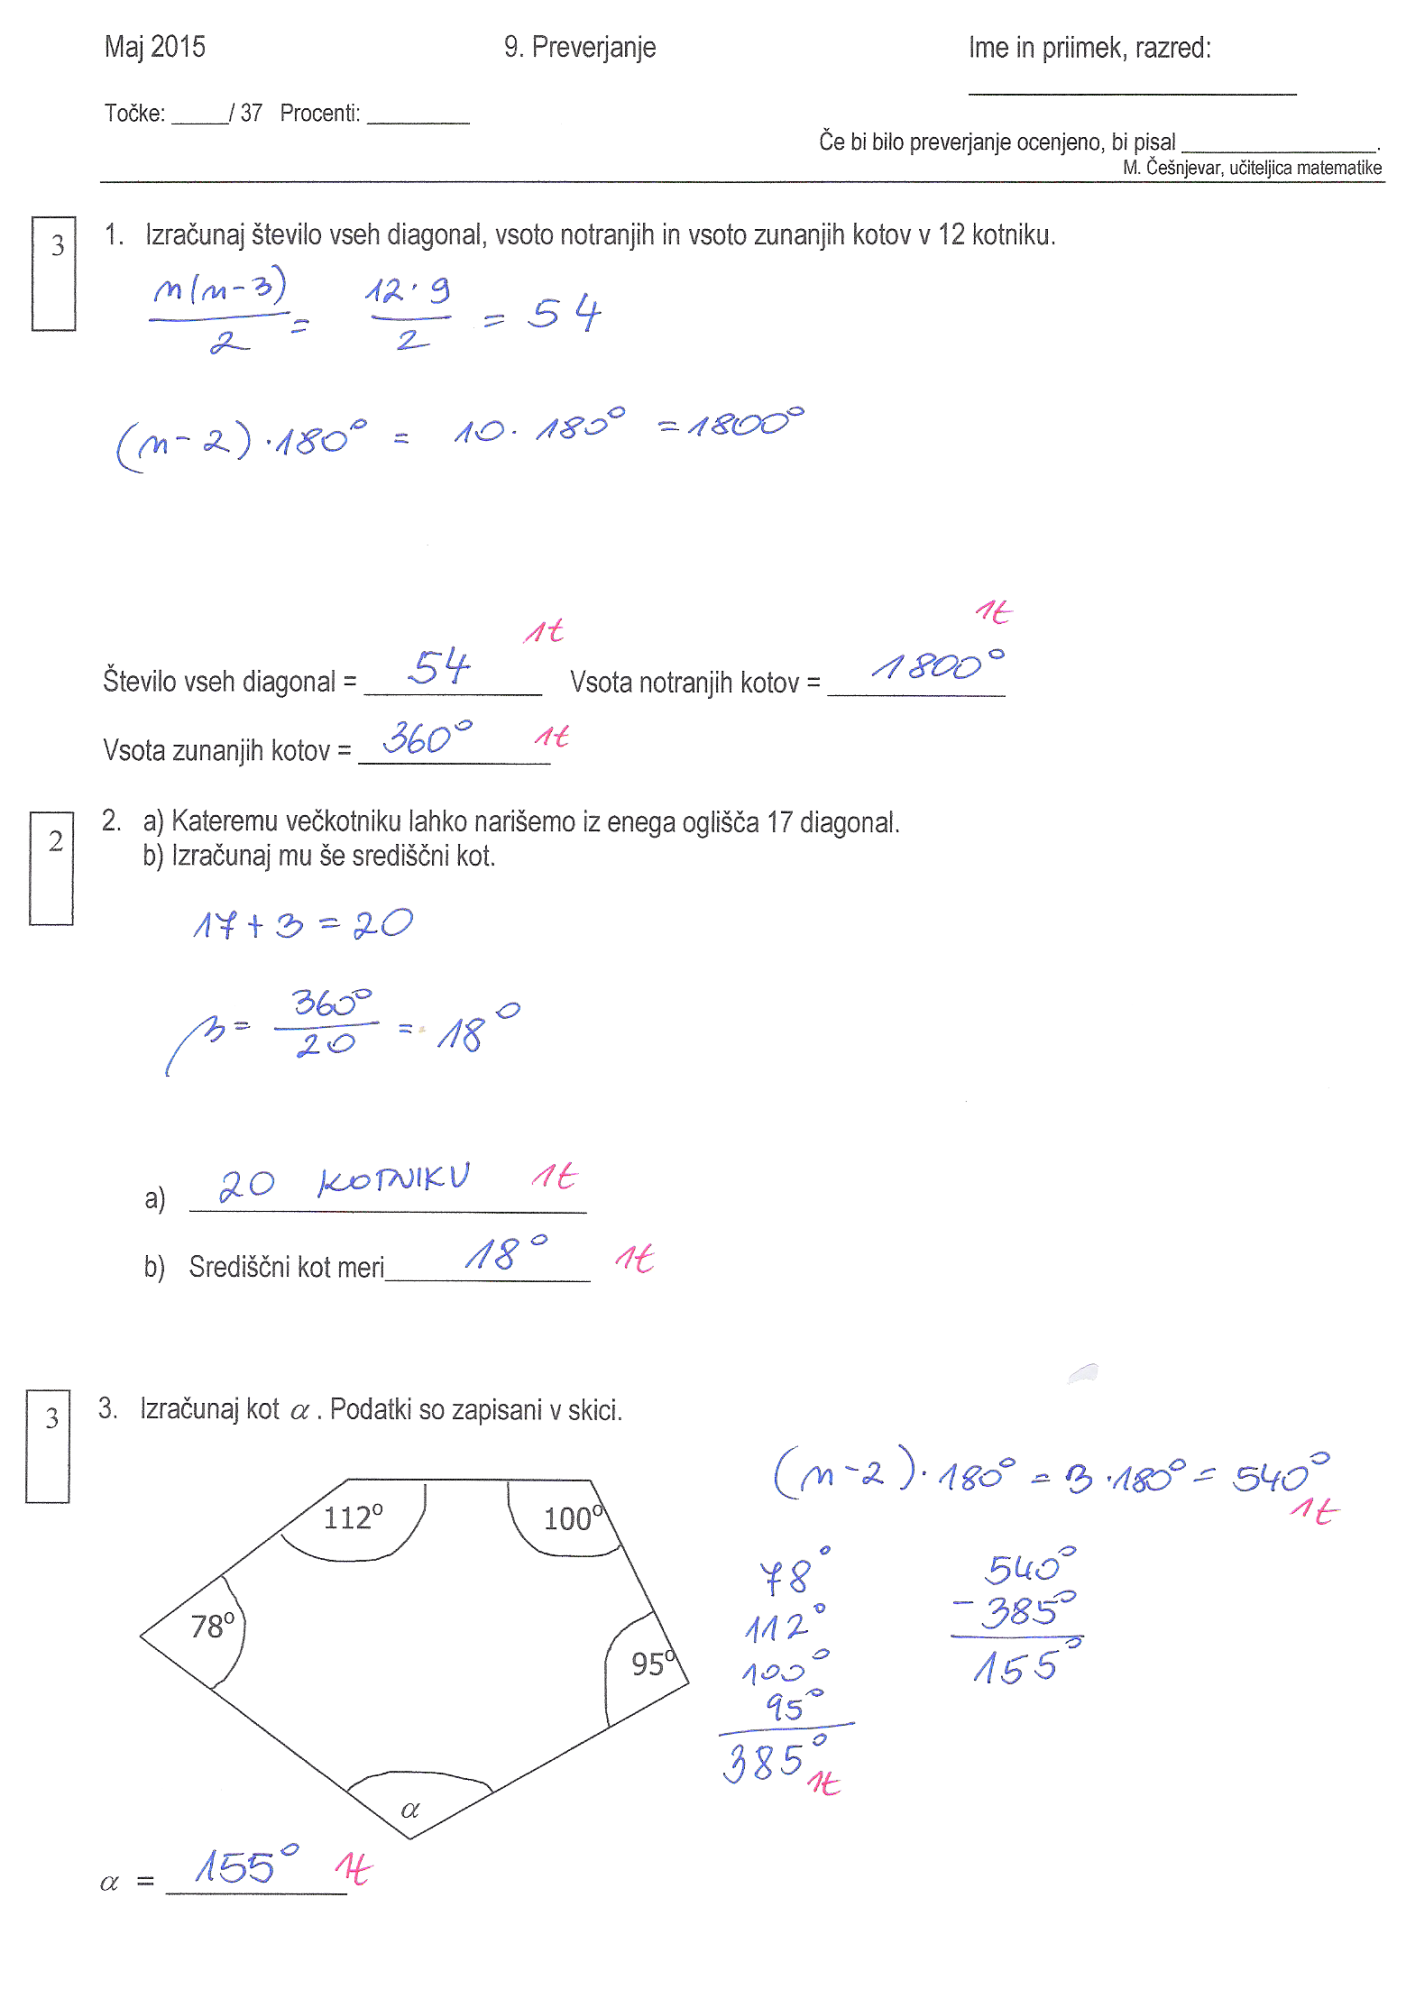 Maj 2015 9. Preverjanje Ime in priimek, razred:
Točke: _____/ 37 Procenti: _________
Če bi bilo preverjanje ocenjeno, bi pisal ________________.
M. Češnjevar, učiteljica matematike
3
1. Izračunaj število vseh diagonal, vsoto notranjih in vsoto zunanjih kotov v 12 kotniku.
n(n-3)/2 = 12·9/2 = 54
(n-2)·180° = 10·180° = 1800°
Število vseh diagonal = 54 1t Vsota notranjih kotov = 1800° 1t
Vsota zunanjih kotov = 360° 1t
2
2. a) Kateremu večkotniku lahko narišemo iz enega oglišča 17 diagonal.
b) Izračunaj mu še središčni kot.
17+3=20
β = 360°/20 = 18°
a) 20 KOTNIKU 1t
b) Središčni kot meri 18° 1t
3
3. Izračunaj kot α. Podatki so zapisani v skici.
(n-2)·180° = 3·180° = 540°
1t
112° 100°
78°
95°
α
78°
112°
100°
95°
385°
1t
540°
-385°
155°
α = 155° 1t